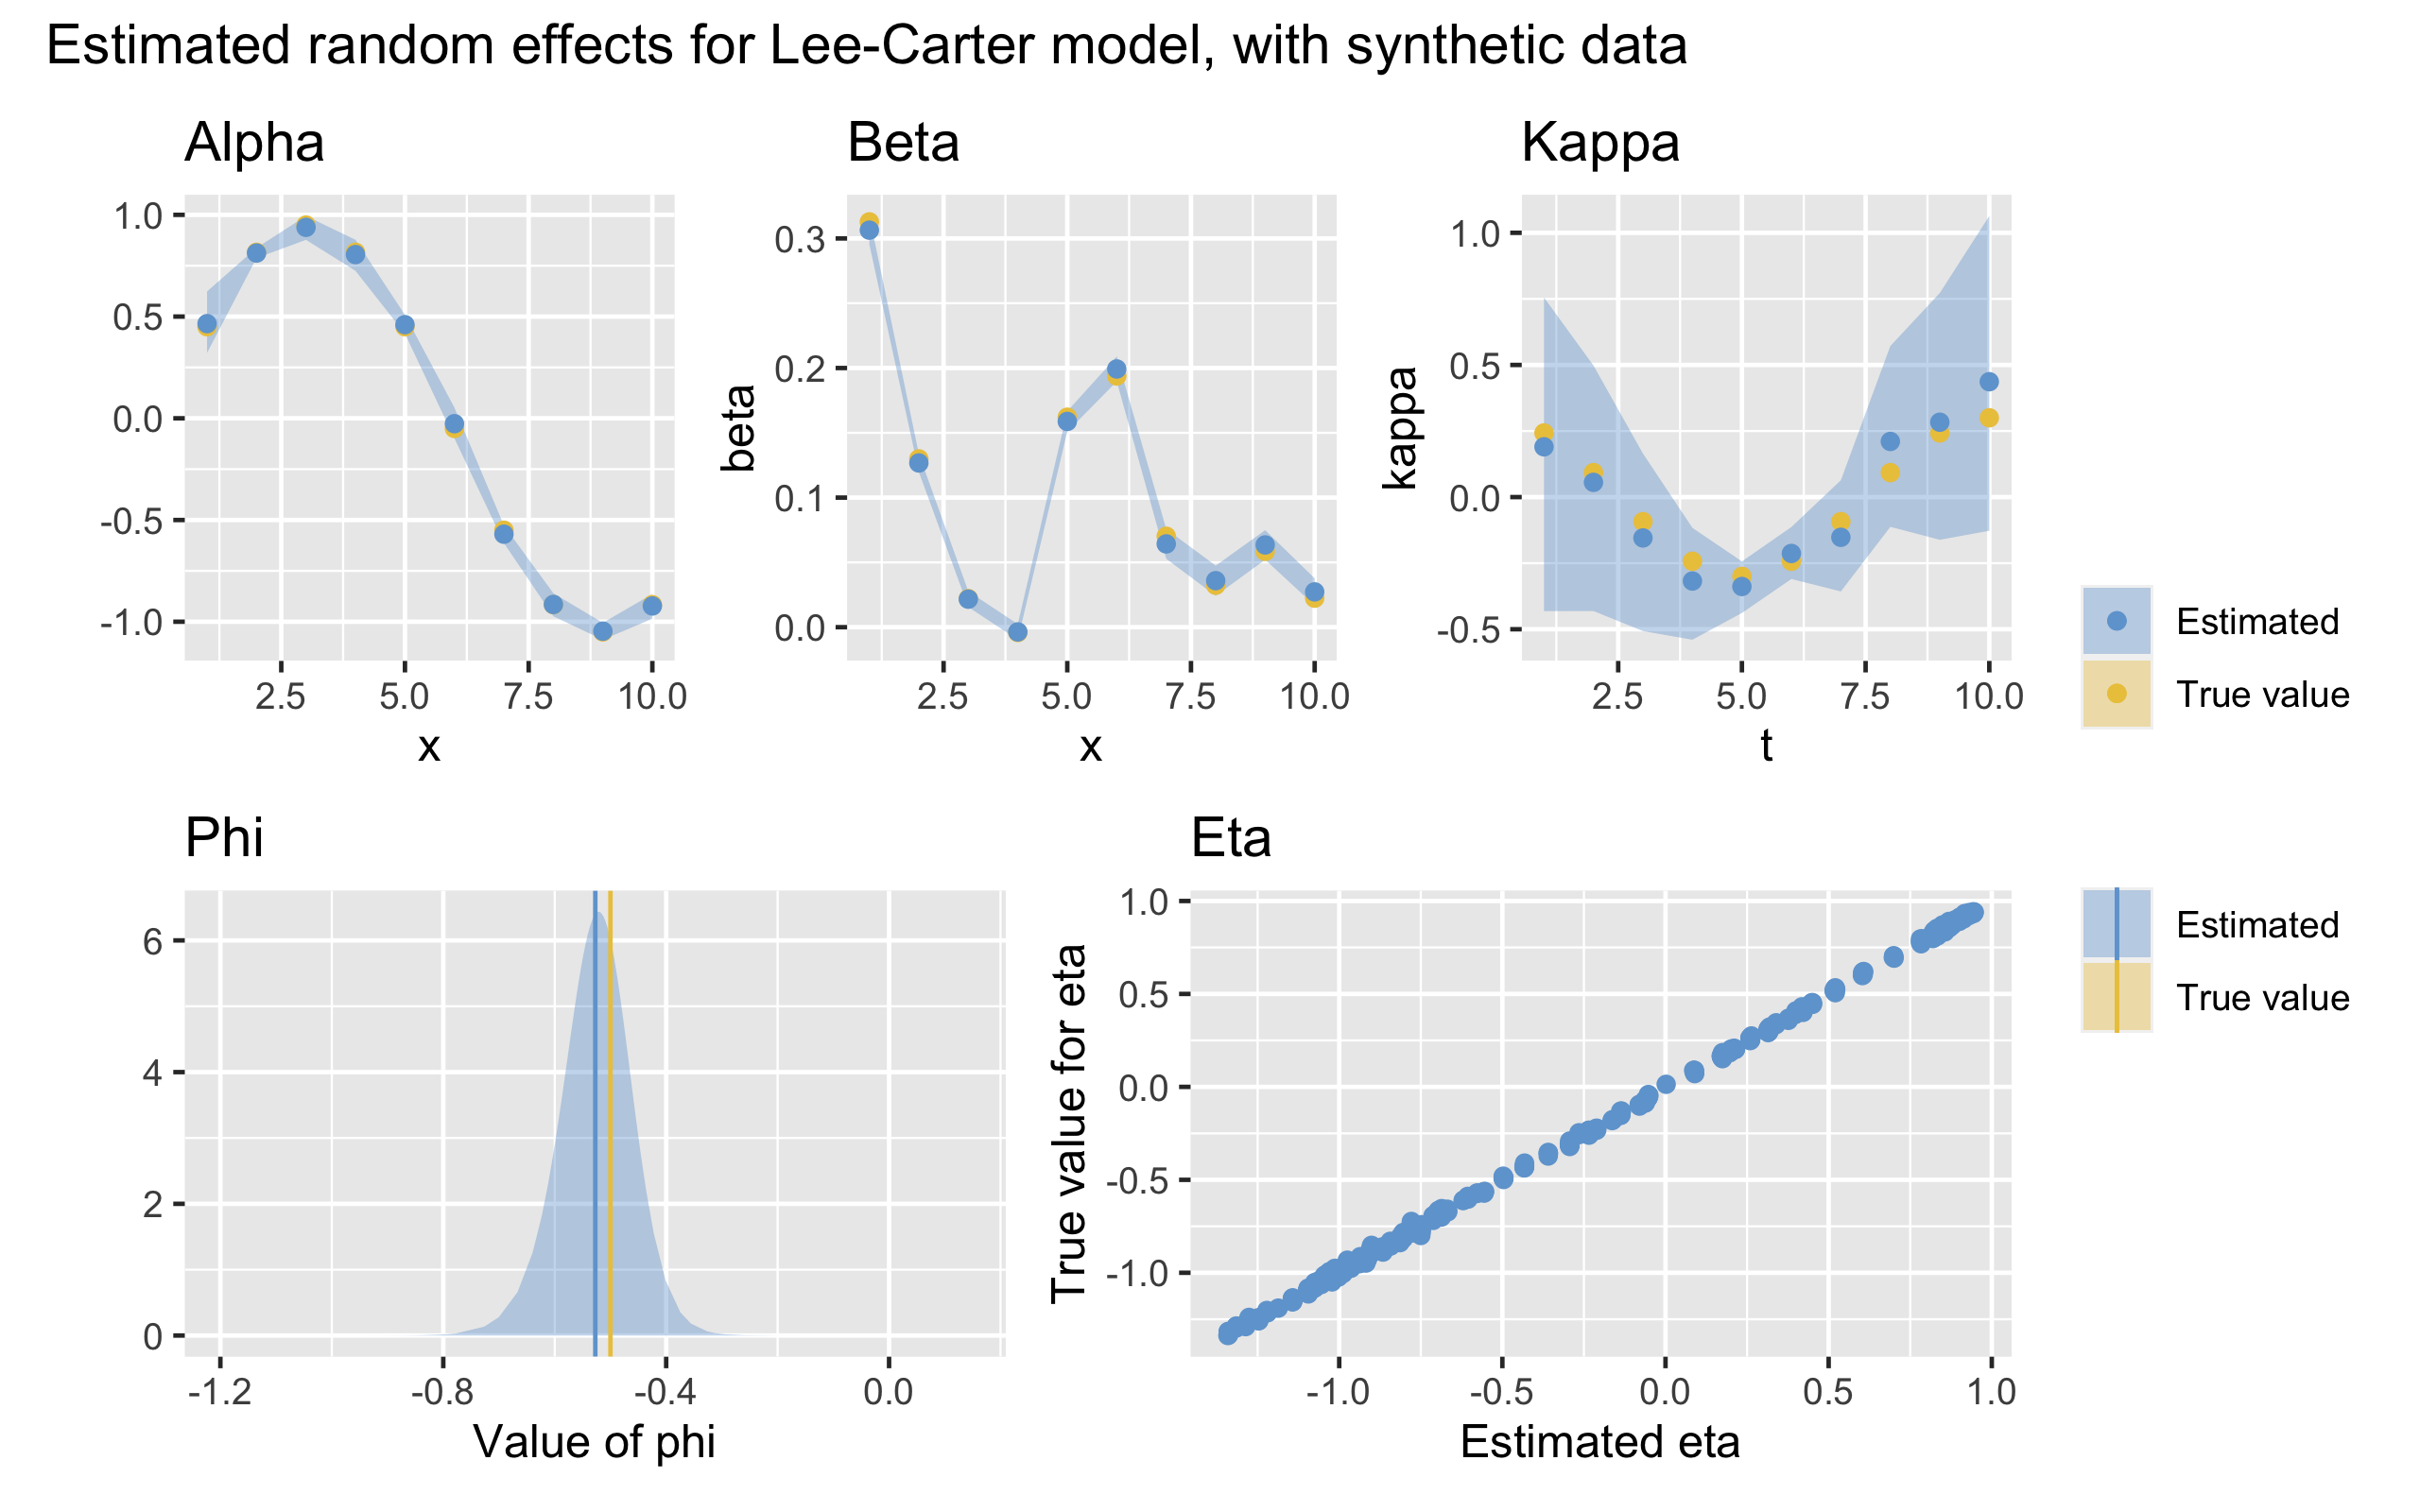 Estimated random effects for Lee-Carter model, with synthetic data
Alpha
1.0
0.5
0.0
-0.5
-1.0
2.5 5.0 7.5 10.0
x
Beta
beta
0.3
0.2
0.1
0.0
2.5 5.0 7.5 10.0
x
Kappa
kappa
1.0
0.5
0.0
-0.5
2.5 5.0 7.5 10.0
t
Estimated
True value
Phi
6
4
2
0
-1.2 -0.8 -0.4 0.0
Value of phi
Eta
True value for eta
1.0
0.5
0.0
-0.5
-1.0
-1.0 -0.5 0.0 0.5 1.0
Estimated eta
Estimated
True value